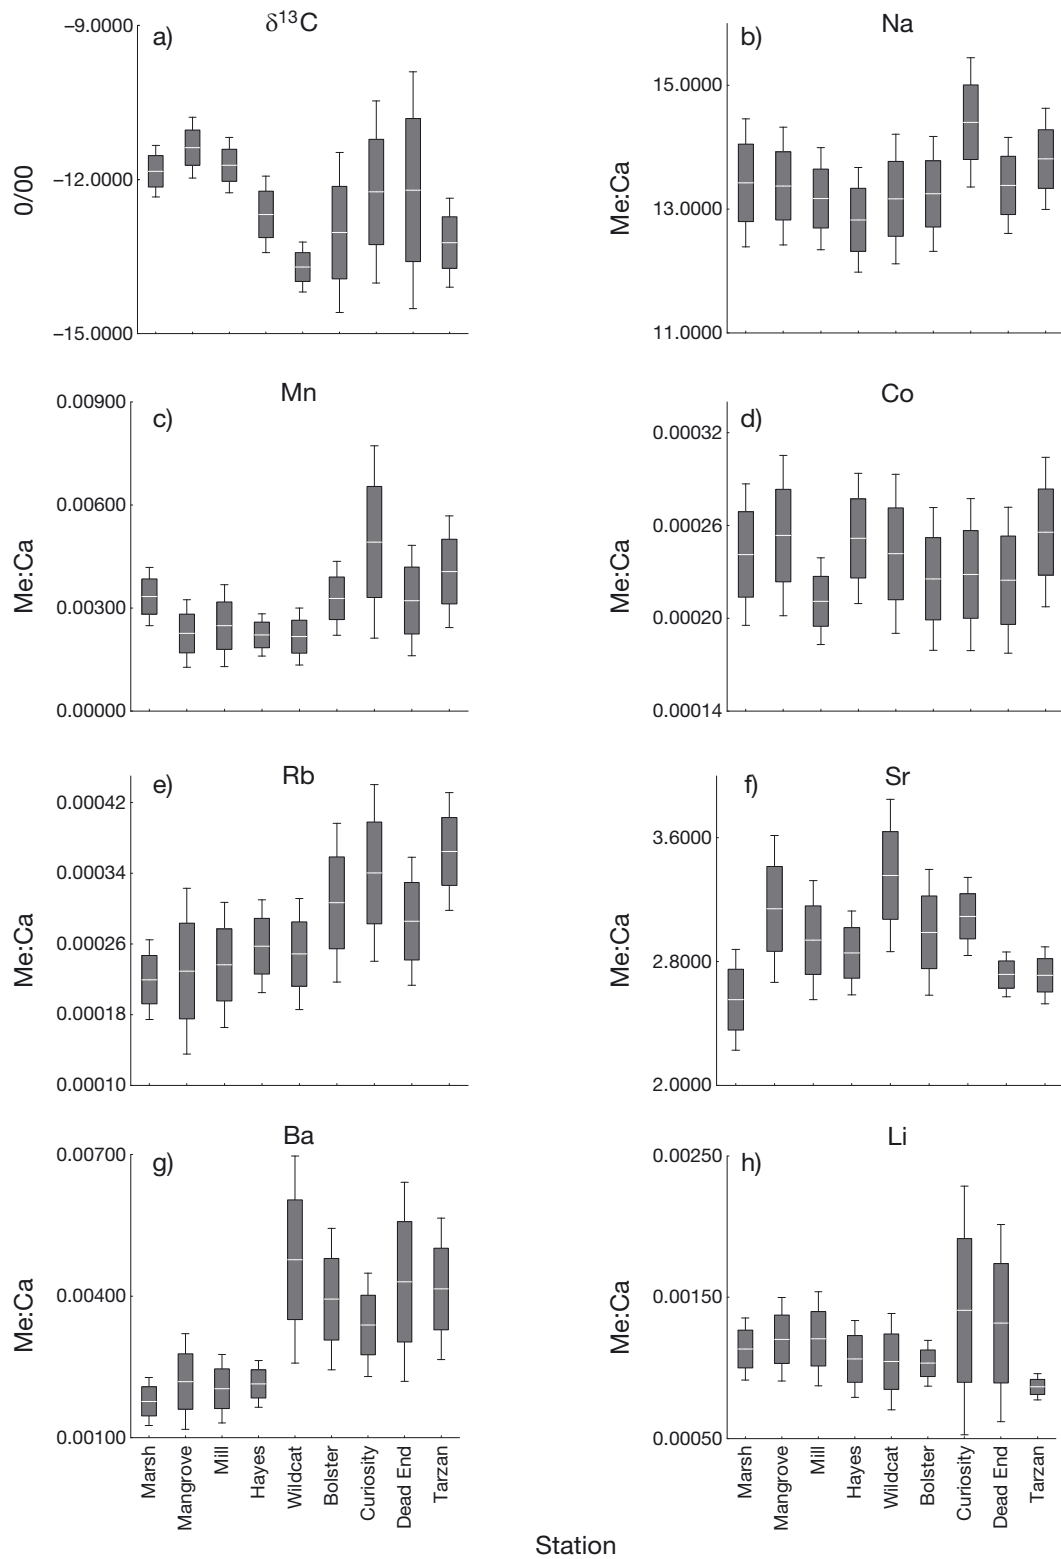 δ¹³C
a)
−9.0000
−12.0000
−15.0000
0/00
Na
b)
15.0000
13.0000
11.0000
Me:Ca
Mn
c)
0.00900
0.00600
0.00300
0.00000
Me:Ca
Co
d)
0.00032
0.00026
0.00020
0.00014
Me:Ca
Rb
e)
0.00042
0.00034
0.00026
0.00018
0.00010
Me:Ca
Sr
f)
3.6000
2.8000
2.0000
Me:Ca
Ba
g)
0.00700
0.00400
0.00100
Me:Ca
Marsh
Mangrove
Mill
Hayes
Wildcat
Bolster
Curiosity
Dead End
Tarzan
Li
h)
0.00250
0.00150
0.00050
Me:Ca
Marsh
Mangrove
Mill
Hayes
Wildcat
Bolster
Curiosity
Dead End
Tarzan
Station